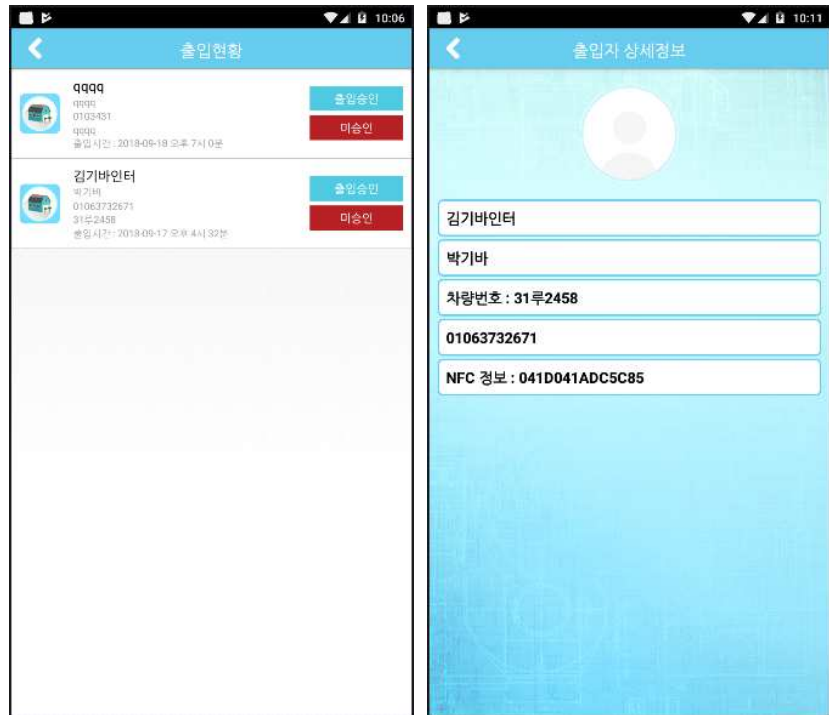 10:06
출입현황
qqqq
qqqq
0103431
qqqq
출입시간 : 2018-09-18 오후 7시 0분
출입승인
미승인
김기바인터
박기바
01063732671
31루2458
출입시간 : 2018-09-17 오후 4시 32분
출입승인
미승인
10:11
출입자 상세정보
김기바인터
박기바
차량번호 : 31루2458
01063732671
NFC 정보 : 041D041ADC5C85